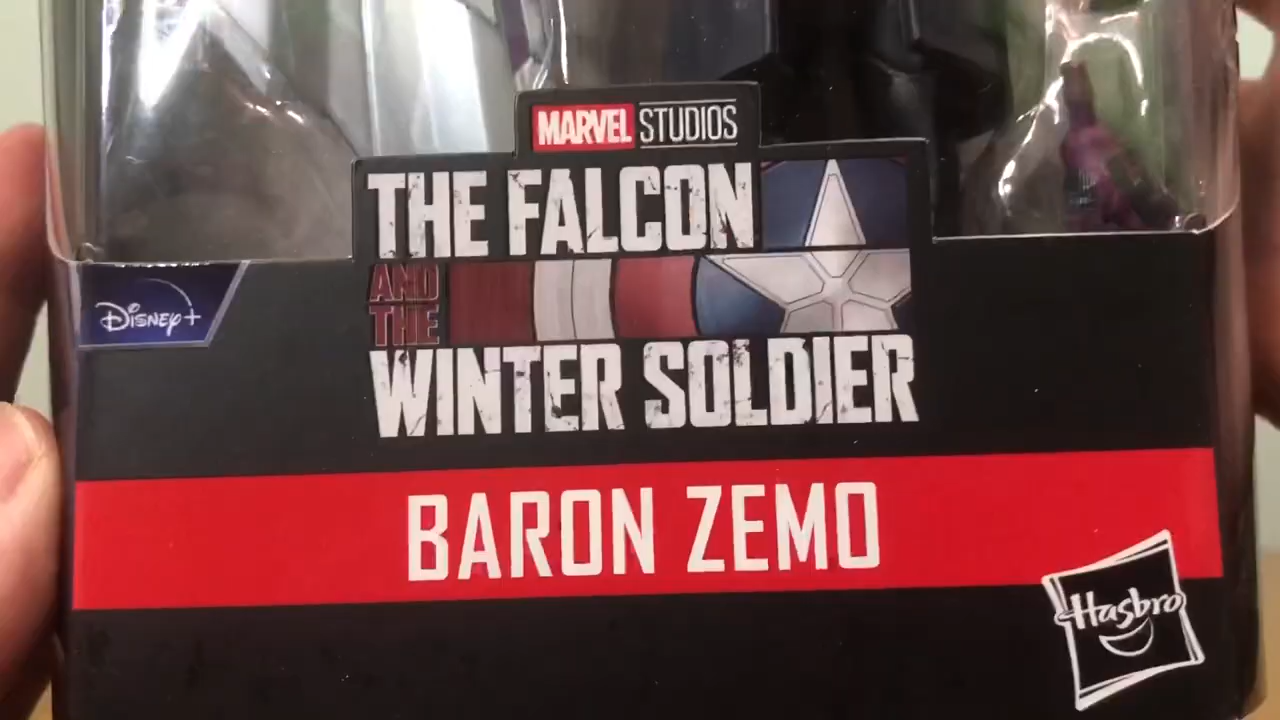 MARVEL STUDIOS
THE FALCON
AND
THE
WINTER SOLDIER
Disney+
BARON ZEMO
Hasbro